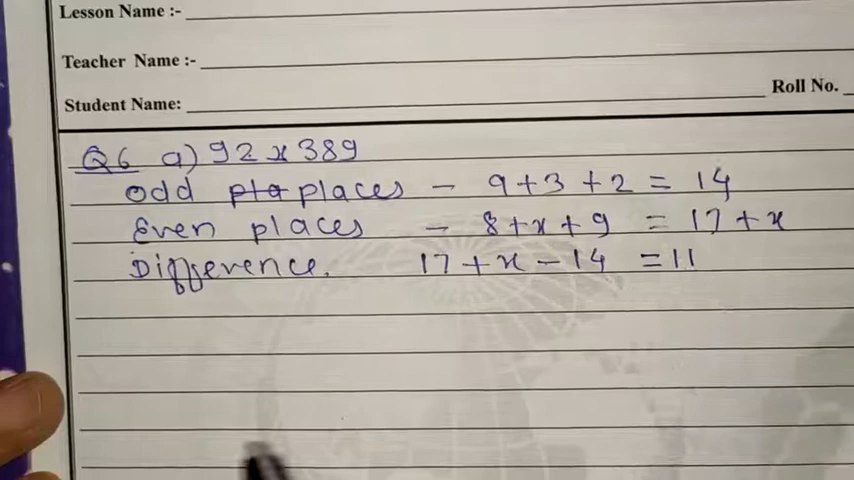 Lesson Name :-
Teacher Name :-
Roll No.
Student Name:
Q6 a) 92x389
Odd places - 9+3+2 = 14
Even places - 8+x+9 = 17+x
Difference. 17+x-14 = 11